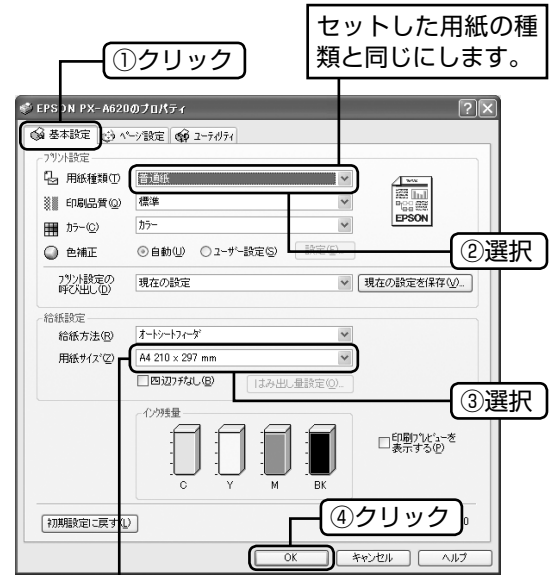 セットした用紙の種
類と同じにします。
①クリック
EPSON PX-A620のプロパティ
基本設定 ページ設定 ユーティリティ
プリント設定
用紙種類(T) 普通紙
印刷品質(Q) 標準
EPSON
カラー(C) カラー
②選択
色補正 自動(U) ユーザー設定(S) 設定(E)...
プリント設定の
呼び出し(D) 現在の設定 現在の設定を保存(V)...
給紙設定
給紙方法(R) オートシートフィーダ
用紙サイズ(Z) A4 210 x 297 mm
四辺フチなし(B) はみ出し量設定(O)...
③選択
インク残量
印刷プレビューを
表示する(P)
C Y M BK
④クリック
初期設定に戻す(L) 0
OK キャンセル ヘルプ